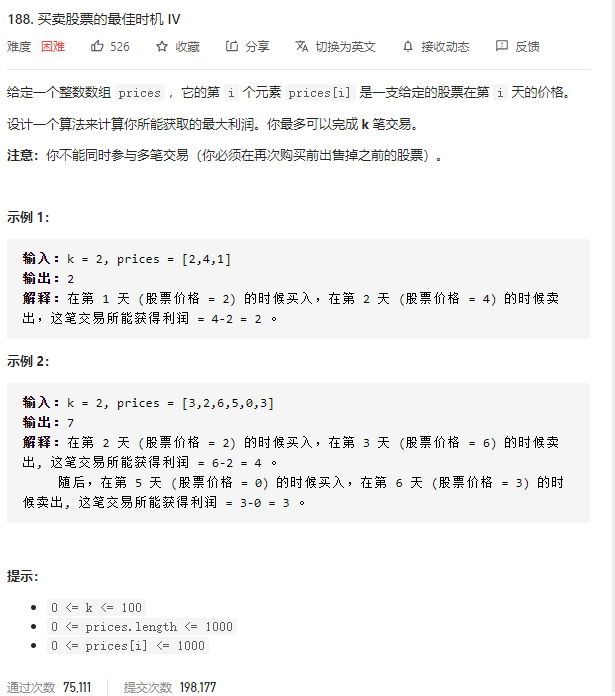 188. 买卖股票的最佳时机 IV
难度 困难 526 收藏 分享 切换为英文 接收动态 反馈
给定一个整数数组 prices ，它的第 i 个元素 prices[i] 是一支给定的股票在第 i 天的价格。
设计一个算法来计算你所能获取的最大利润。你最多可以完成 k 笔交易。
注意：你不能同时参与多笔交易（你必须在再次购买前出售掉之前的股票）。
示例 1：
输入：k = 2, prices = [2,4,1]
输出：2
解释：在第 1 天 (股票价格 = 2) 的时候买入，在第 2 天 (股票价格 = 4) 的时候卖
出，这笔交易所能获得利润 = 4-2 = 2 。
示例 2：
输入：k = 2, prices = [3,2,6,5,0,3]
输出：7
解释：在第 2 天 (股票价格 = 2) 的时候买入，在第 3 天 (股票价格 = 6) 的时候卖
出, 这笔交易所能获得利润 = 6-2 = 4 。
随后，在第 5 天 (股票价格 = 0) 的时候买入，在第 6 天 (股票价格 = 3) 的时
候卖出, 这笔交易所能获得利润 = 3-0 = 3 。
提示：
• 0 <= k <= 100
• 0 <= prices.length <= 1000
• 0 <= prices[i] <= 1000
通过次数 75,111 提交次数 198,177